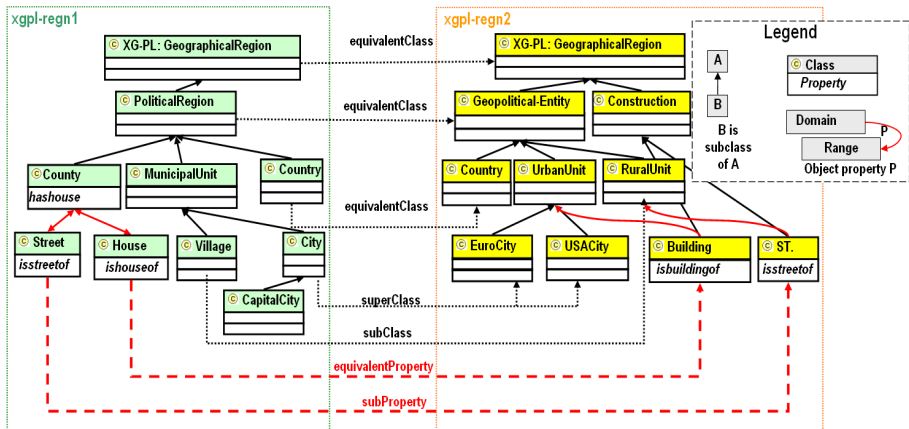 xgpl-regn1
xgpl-regn2
C XG-PL: GeographicalRegion
equivalentClass
C XG-PL: GeographicalRegion
Legend
A
B
B is
subclass
of A
C Class
Property
Domain
P
Range
Object property P
C PoliticalRegion
equivalentClass
C Geopolitical-Entity
C Construction
C County
hashouse
C MunicipalUnit
C Country
C Country
C UrbanUnit
C RuralUnit
equivalentClass
C Street
isstreetof
C House
ishouseof
C Village
C City
C EuroCity
C USACity
C Building
isbuildingof
C ST.
isstreetof
C CapitalCity
superClass
subClass
equivalentProperty
subProperty